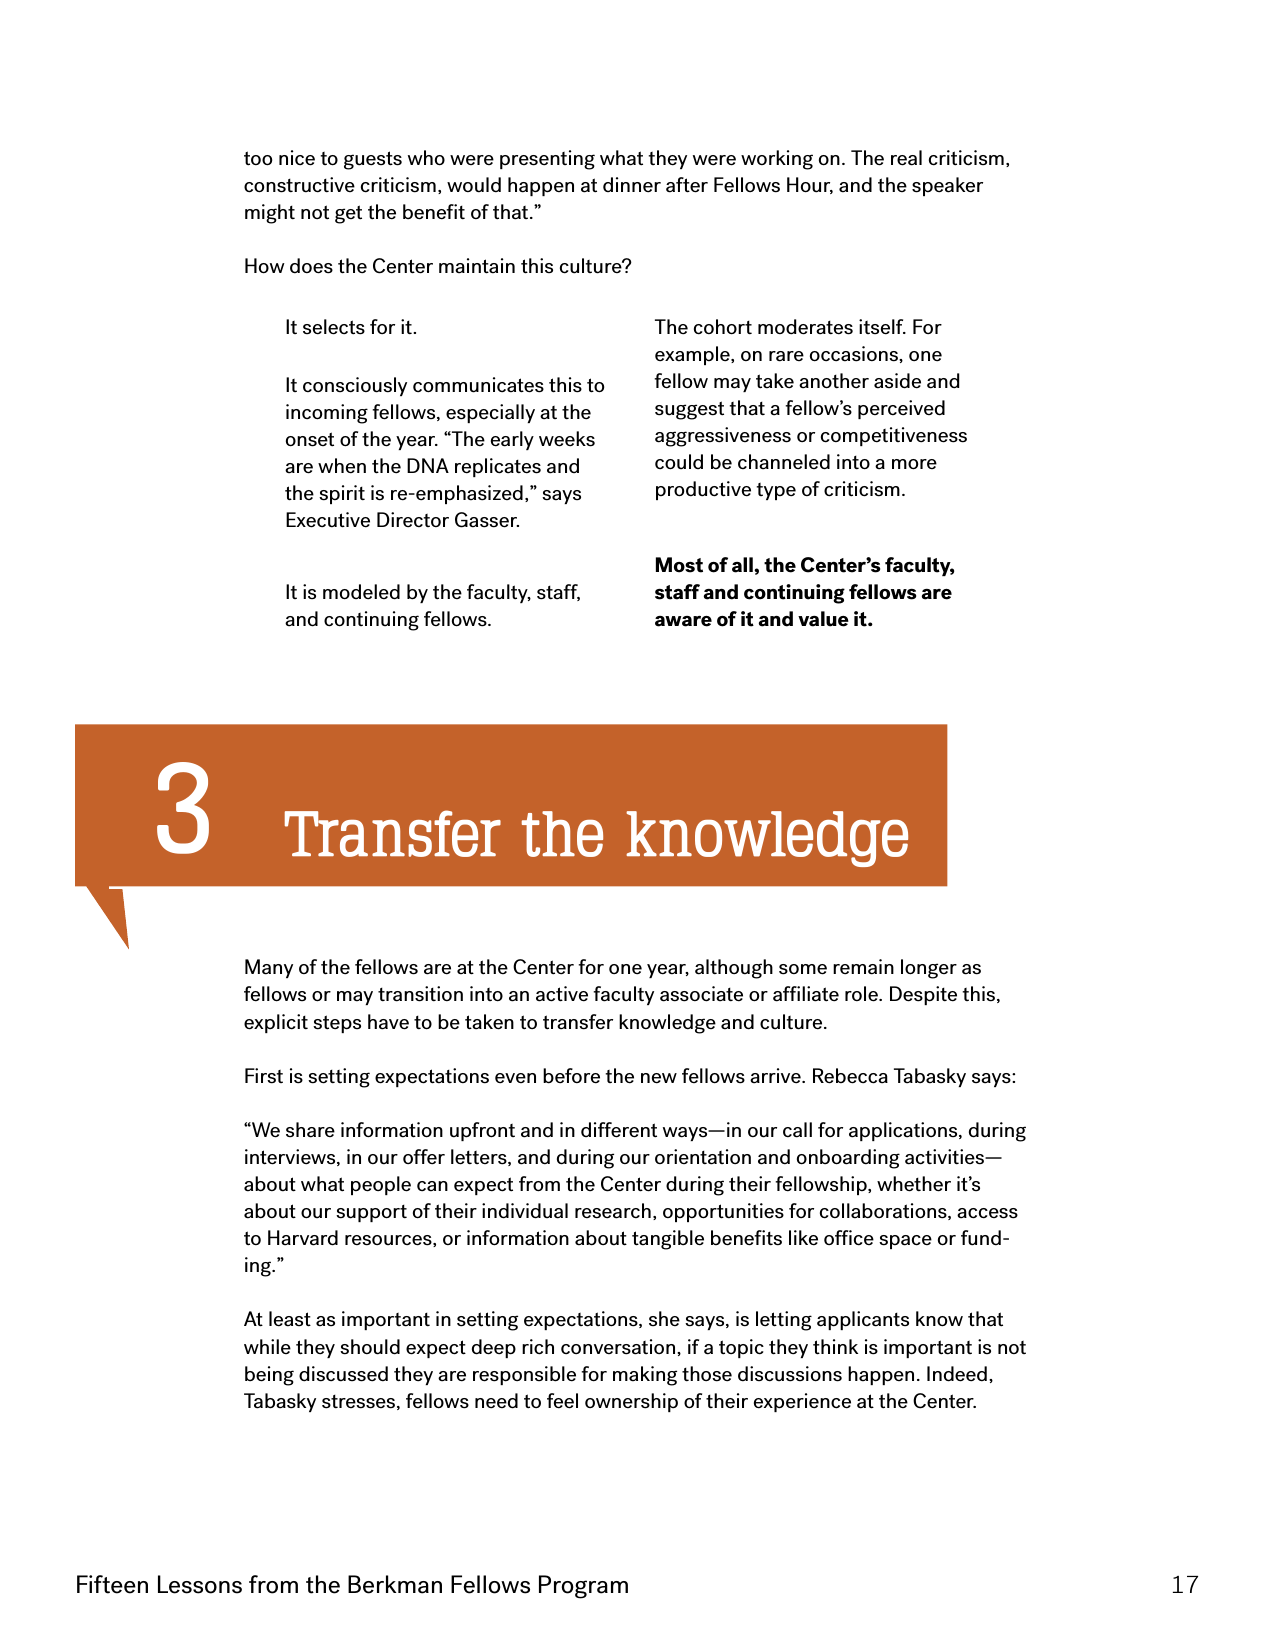 too nice to guests who were presenting what they were working on. The real criticism,
constructive criticism, would happen at dinner after Fellows Hour, and the speaker
might not get the benefit of that.”
How does the Center maintain this culture?
It selects for it.
It consciously communicates this to
incoming fellows, especially at the
onset of the year. “The early weeks
are when the DNA replicates and
the spirit is re-emphasized,” says
Executive Director Gasser.
It is modeled by the faculty, staff,
and continuing fellows.
The cohort moderates itself. For
example, on rare occasions, one
fellow may take another aside and
suggest that a fellow’s perceived
aggressiveness or competitiveness
could be channeled into a more
productive type of criticism.
Most of all, the Center’s faculty,
staff and continuing fellows are
aware of it and value it.
3 Transfer the knowledge
Many of the fellows are at the Center for one year, although some remain longer as
fellows or may transition into an active faculty associate or affiliate role. Despite this,
explicit steps have to be taken to transfer knowledge and culture.
First is setting expectations even before the new fellows arrive. Rebecca Tabasky says:
“We share information upfront and in different ways—in our call for applications, during
interviews, in our offer letters, and during our orientation and onboarding activities—
about what people can expect from the Center during their fellowship, whether it’s
about our support of their individual research, opportunities for collaborations, access
to Harvard resources, or information about tangible benefits like office space or fund-
ing.”
At least as important in setting expectations, she says, is letting applicants know that
while they should expect deep rich conversation, if a topic they think is important is not
being discussed they are responsible for making those discussions happen. Indeed,
Tabasky stresses, fellows need to feel ownership of their experience at the Center.
Fifteen Lessons from the Berkman Fellows Program 17